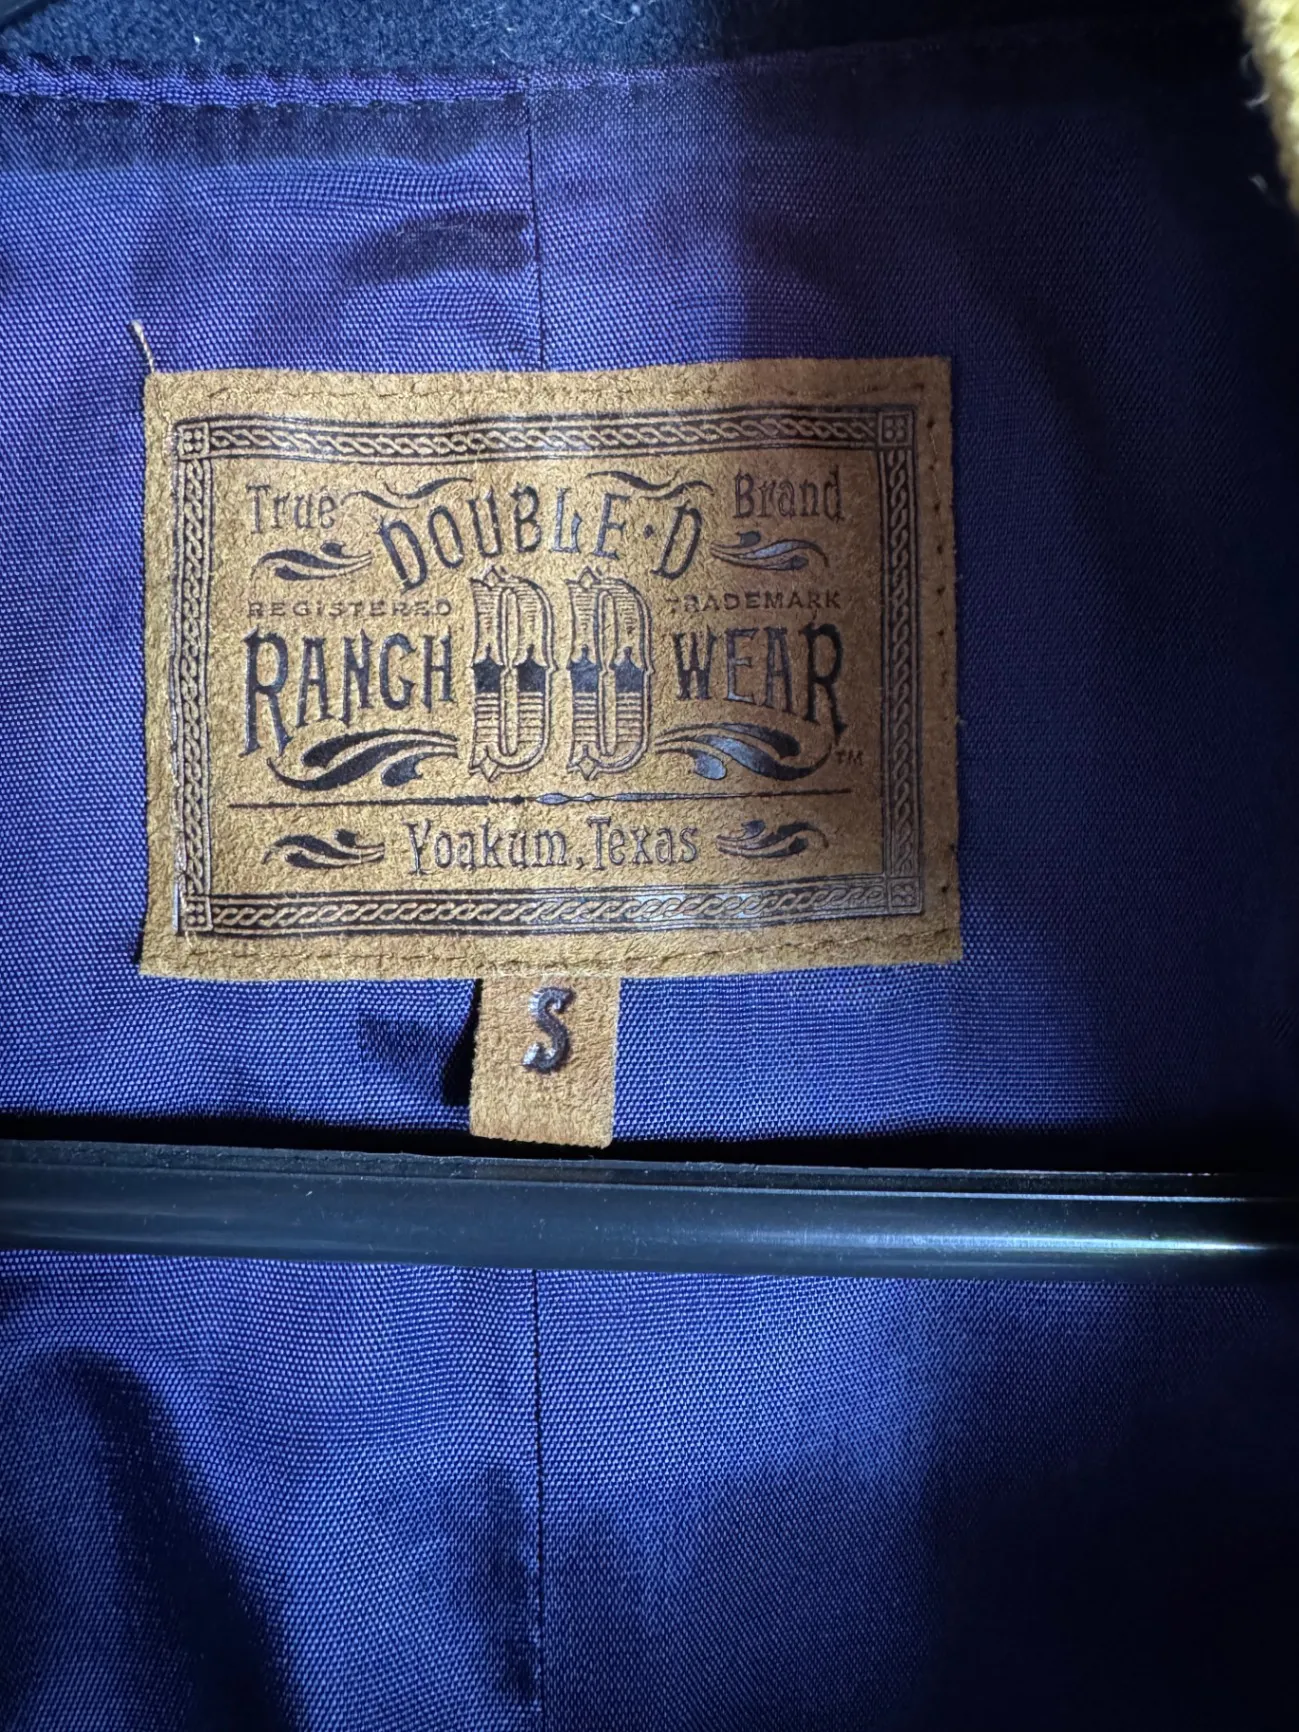 True DOUBLE·D Brand
REGISTERED TRADEMARK
RANCH DD WEAR
TM
Yoakum, Texas
S